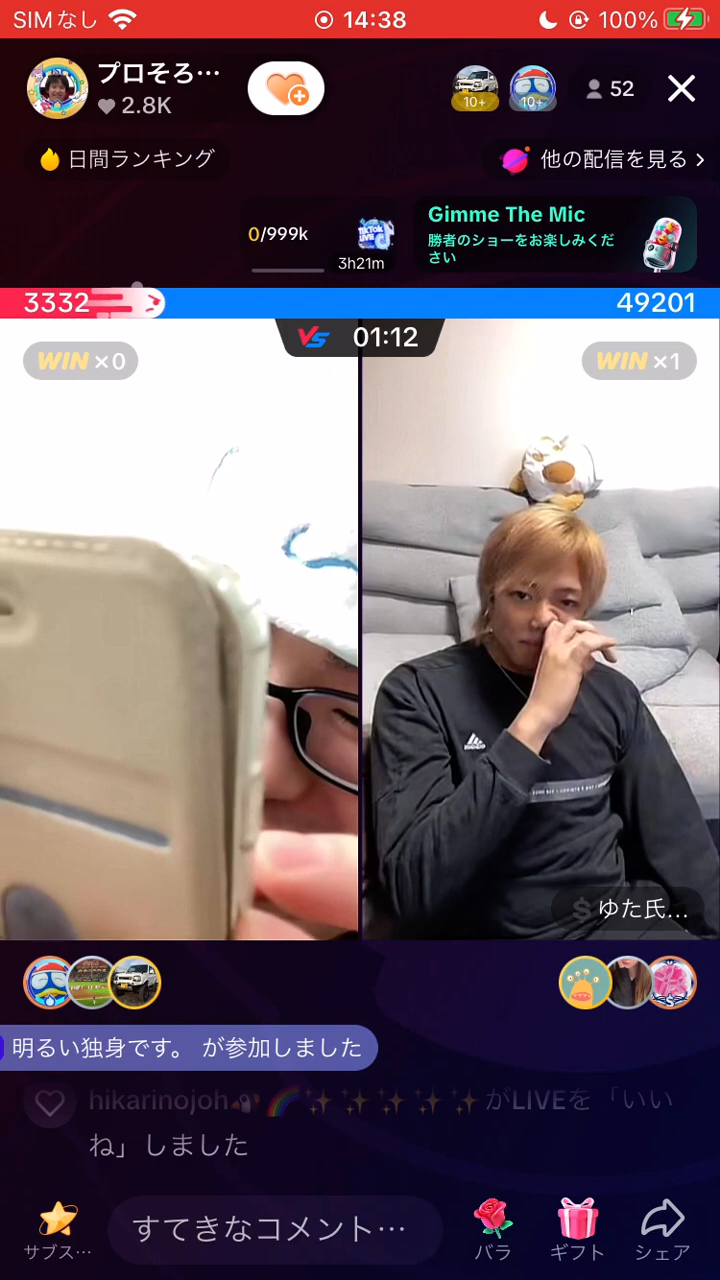 SIMなし
14:38
100%
プロそろ…
2.8K
10+
10+
52
日間ランキング
他の配信を見る
0/999k
TikTok LIVE
3h21m
Gimme The Mic
勝者のショーをお楽しみくだ
さい
3332
49201
VS
01:12
WIN ×0
WIN ×1
adidas
ゆた氏…
明るい独身です。 が参加しました
hikarinojoh🌈✨✨✨✨✨がLIVEを「いい
ね」しました
サブス…
すてきなコメント…
バラ
ギフト
シェア